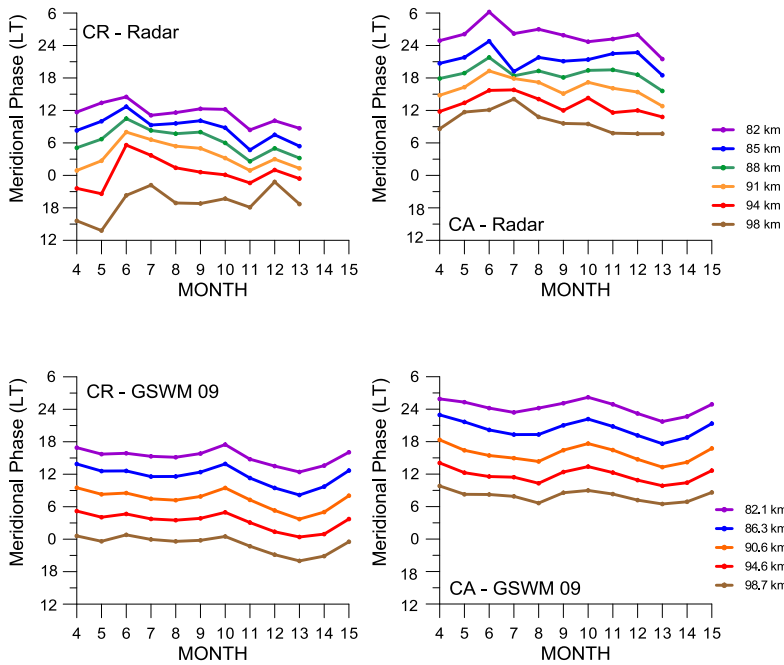 CR - Radar
Meridional Phase (LT)
6
24
18
12
6
0
18
12
4 5 6 7 8 9 10 11 12 13 14 15
MONTH
CA - Radar
Meridional Phase (LT)
6
24
18
12
6
0
18
12
4 5 6 7 8 9 10 11 12 13 14 15
MONTH
82 km
85 km
88 km
91 km
94 km
98 km
CR - GSWM 09
Meridional Phase (LT)
6
24
18
12
6
0
18
12
4 5 6 7 8 9 10 11 12 13 14 15
MONTH
CA - GSWM 09
Meridional Phase (LT)
6
24
18
12
6
0
18
12
4 5 6 7 8 9 10 11 12 13 14 15
MONTH
82.1 km
86.3 km
90.6 km
94.6 km
98.7 km